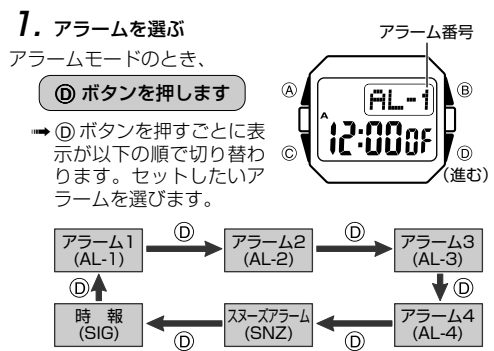 1. アラームを選ぶ
アラームモードのとき、
Ⓓ ボタンを押します
➟ Ⓓ ボタンを押すごとに表
示が以下の順で切り替わ
ります。セットしたいア
ラームを選びます。
アラーム番号
Ⓐ
Ⓑ
AL-1
A
12:00 OF
Ⓒ
Ⓓ
(進む)
アラーム1
(AL-1)
Ⓓ
アラーム2
(AL-2)
Ⓓ
アラーム3
(AL-3)
Ⓓ
Ⓓ
時 報
(SIG)
Ⓓ
スヌーズアラーム
(SNZ)
Ⓓ
アラーム4
(AL-4)